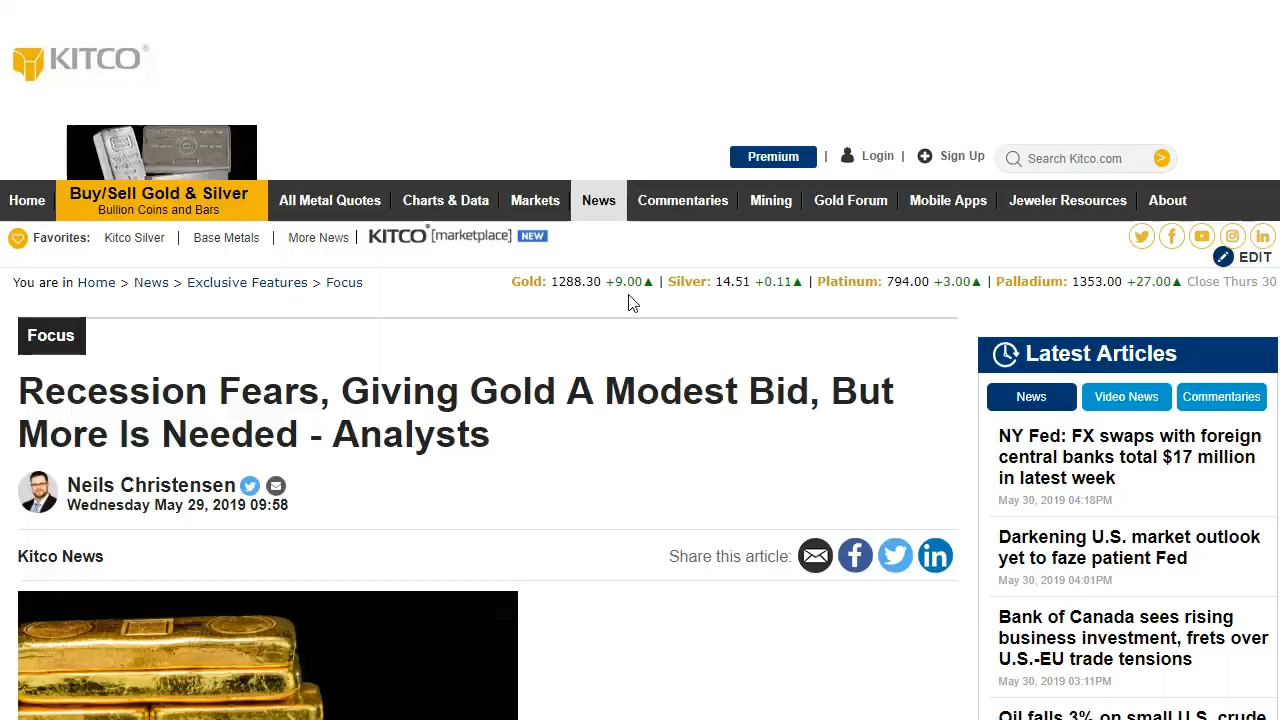 KITCO®
Premium | Login | Sign Up Search Kitco.com >
Home Buy/Sell Gold & Silver All Metal Quotes Charts & Data Markets News Commentaries Mining Gold Forum Mobile Apps Jeweler Resources About
Bullion Coins and Bars
Favorites: Kitco Silver | Base Metals | More News | KITCO [marketplace] NEW
EDIT
You are in Home > News > Exclusive Features > Focus
Gold: 1288.30 +9.00▲ | Silver: 14.51 +0.11▲ | Platinum: 794.00 +3.00▲ | Palladium: 1353.00 +27.00▲ Close Thurs 30
Focus
Recession Fears, Giving Gold A Modest Bid, But
More Is Needed - Analysts
Neils Christensen
Wednesday May 29, 2019 09:58
Kitco News
Share this article:
Latest Articles
News Video News Commentaries
NY Fed: FX swaps with foreign
central banks total $17 million
in latest week
May 30, 2019 04:18PM
Darkening U.S. market outlook
yet to faze patient Fed
May 30, 2019 04:01PM
Bank of Canada sees rising
business investment, frets over
U.S.-EU trade tensions
May 30, 2019 03:11PM
Oil falls 3% on small U.S. crude